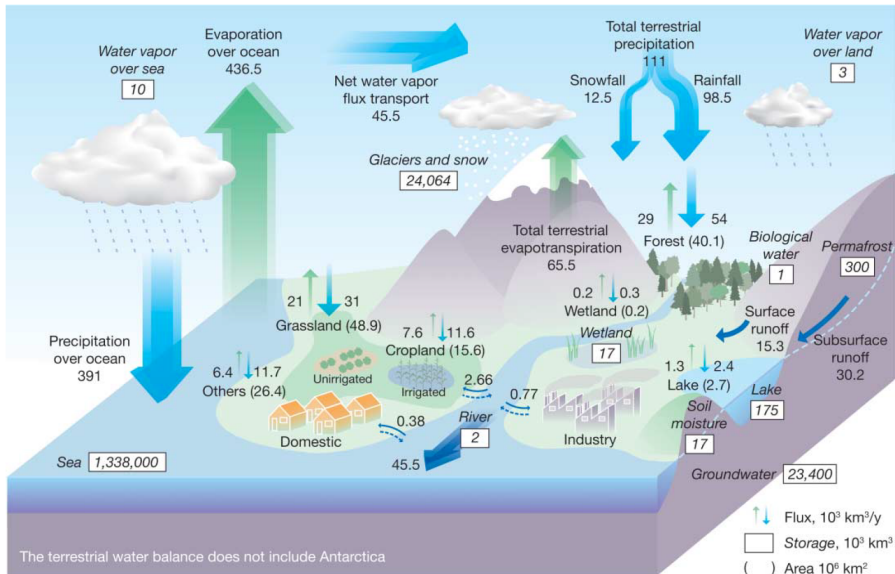 Water vapor
over sea
10
Evaporation
over ocean
436.5
Net water vapor
flux transport
45.5
Total terrestrial
precipitation
111
Snowfall
12.5
Rainfall
98.5
Water vapor
over land
3
Glaciers and snow
24,064
Total terrestrial
evapotranspiration
65.5
29
54
Forest (40.1)
Biological
water
1
Permafrost
300
Precipitation
over ocean
391
21
31
Grassland (48.9)
7.6
11.6
Cropland (15.6)
0.2
0.3
Wetland (0.2)
Wetland
17
Surface
runoff
15.3
Subsurface
runoff
30.2
6.4
11.7
Others (26.4)
Unirrigated
Irrigated
2.66
0.77
1.3
2.4
Lake (2.7)
Lake
175
Soil
moisture
17
Domestic
0.38
River
2
Industry
45.5
Sea 1,338,000
Groundwater 23,400
Flux, 10³ km³/y
Storage, 10³ km³
( ) Area 10⁶ km²
The terrestrial water balance does not include Antarctica